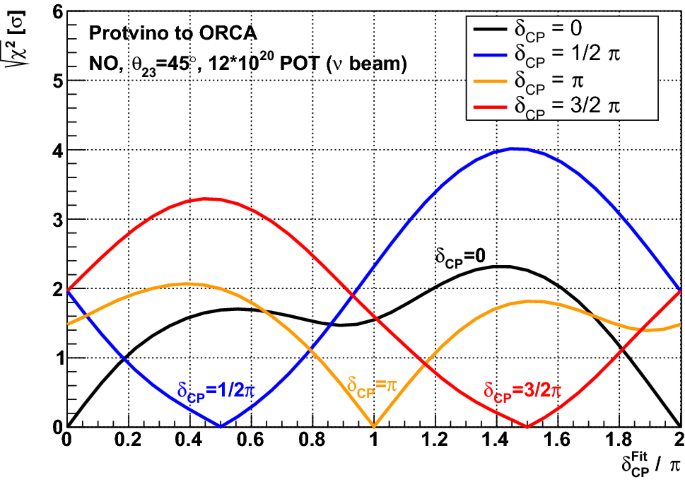 √χ² [σ]
6
5
4
3
2
1
0
Protvino to ORCA
NO, θ₂₃=45°, 12*10²⁰ POT (ν beam)
δCP = 0
δCP = 1/2 π
δCP = π
δCP = 3/2 π
δCP=0
δCP=1/2π
δCP=π
δCP=3/2π
0 0.2 0.4 0.6 0.8 1 1.2 1.4 1.6 1.8 2
δCP^Fit / π